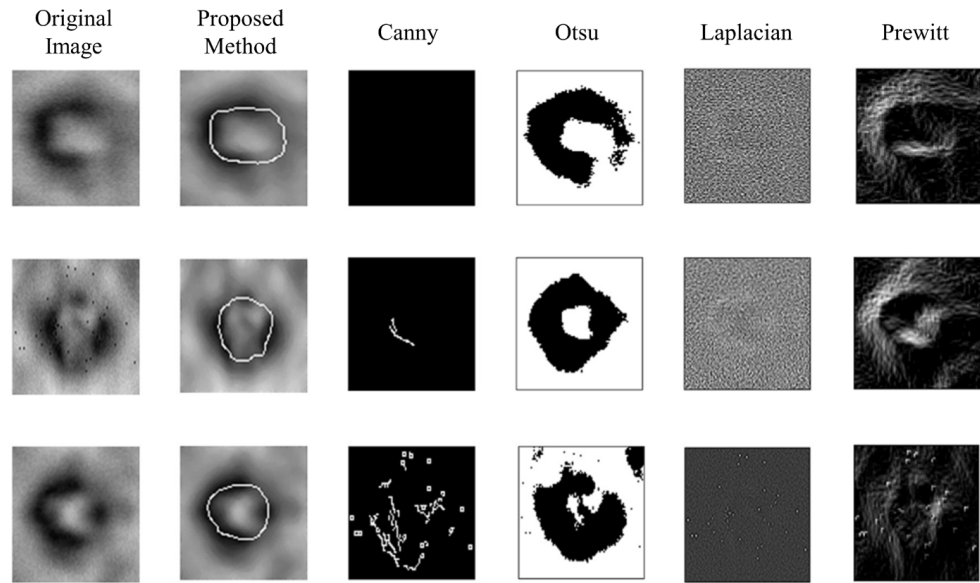 Original
Image
Proposed
Method
Canny
Otsu
Laplacian
Prewitt